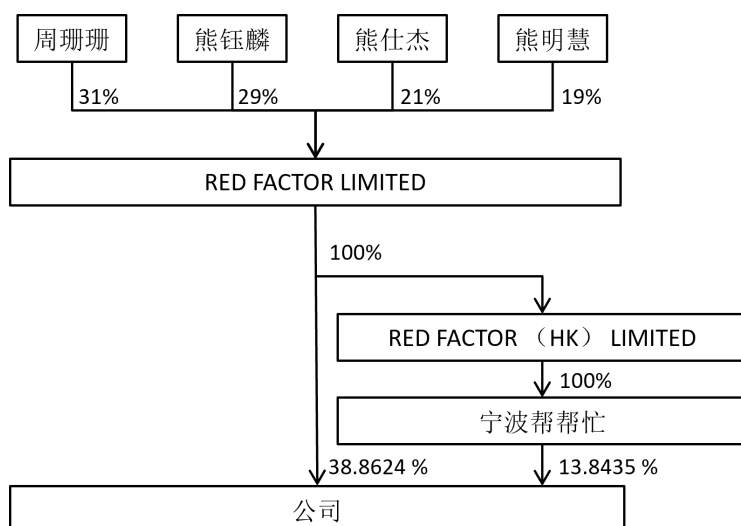 周珊珊
熊钰麟
熊仕杰
熊明慧
31%
29%
21%
19%
RED FACTOR LIMITED
100%
RED FACTOR （HK） LIMITED
100%
宁波帮帮忙
38.8624 %
13.8435 %
公司